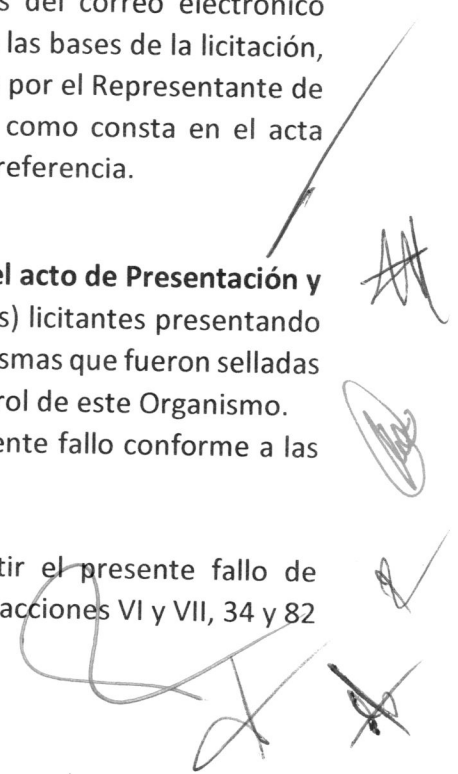 del correo electrónico
las bases de la licitación,
por el Representante de
como consta en el acta
referencia.
el acto de Presentación y
s) licitantes presentando
smas que fueron selladas
rol de este Organismo.
ente fallo conforme a las
tir el presente fallo de
acciones VI y VII, 34 y 82